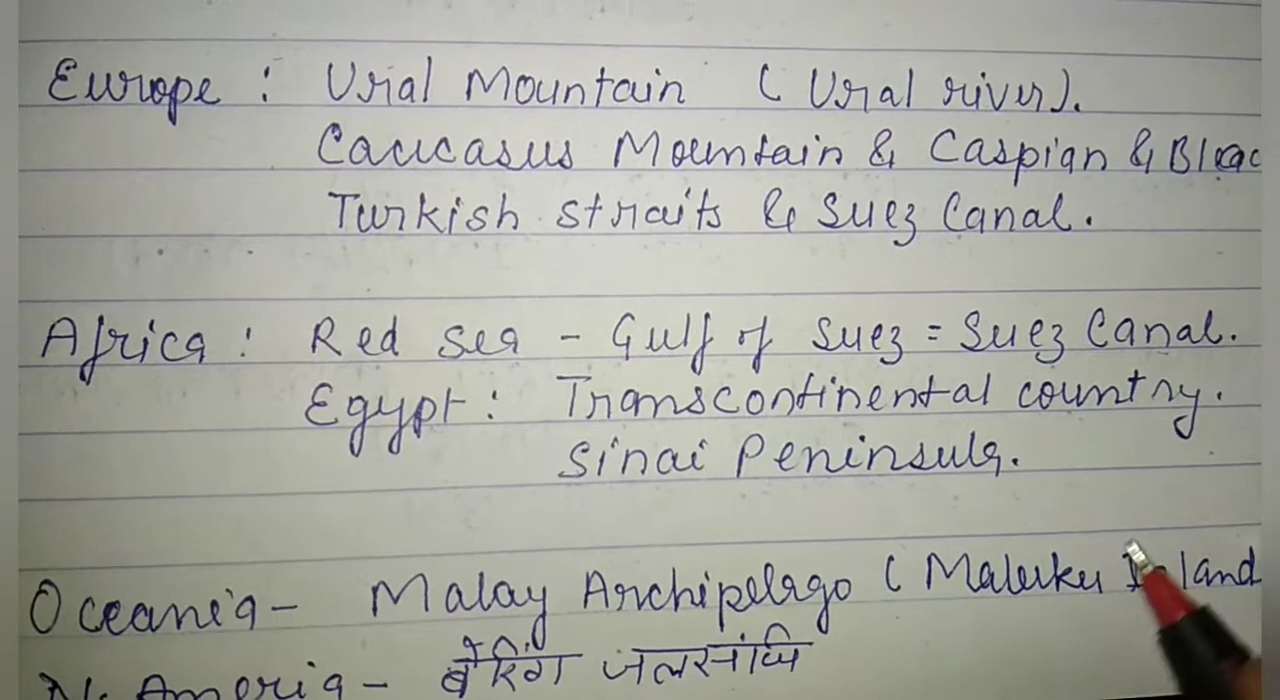 Europe : Ural Mountain ( Ural river).
Caucasus Mountain & Caspian & Blac
Turkish straits & Suez Canal.
Africa : Red sea - Gulf of Suez = Suez Canal.
Egypt : Transcontinental country.
Sinai Peninsula.
Oceania - Malay Archipelago ( Maluku Island
N. America - बेरिंग जलसंधि